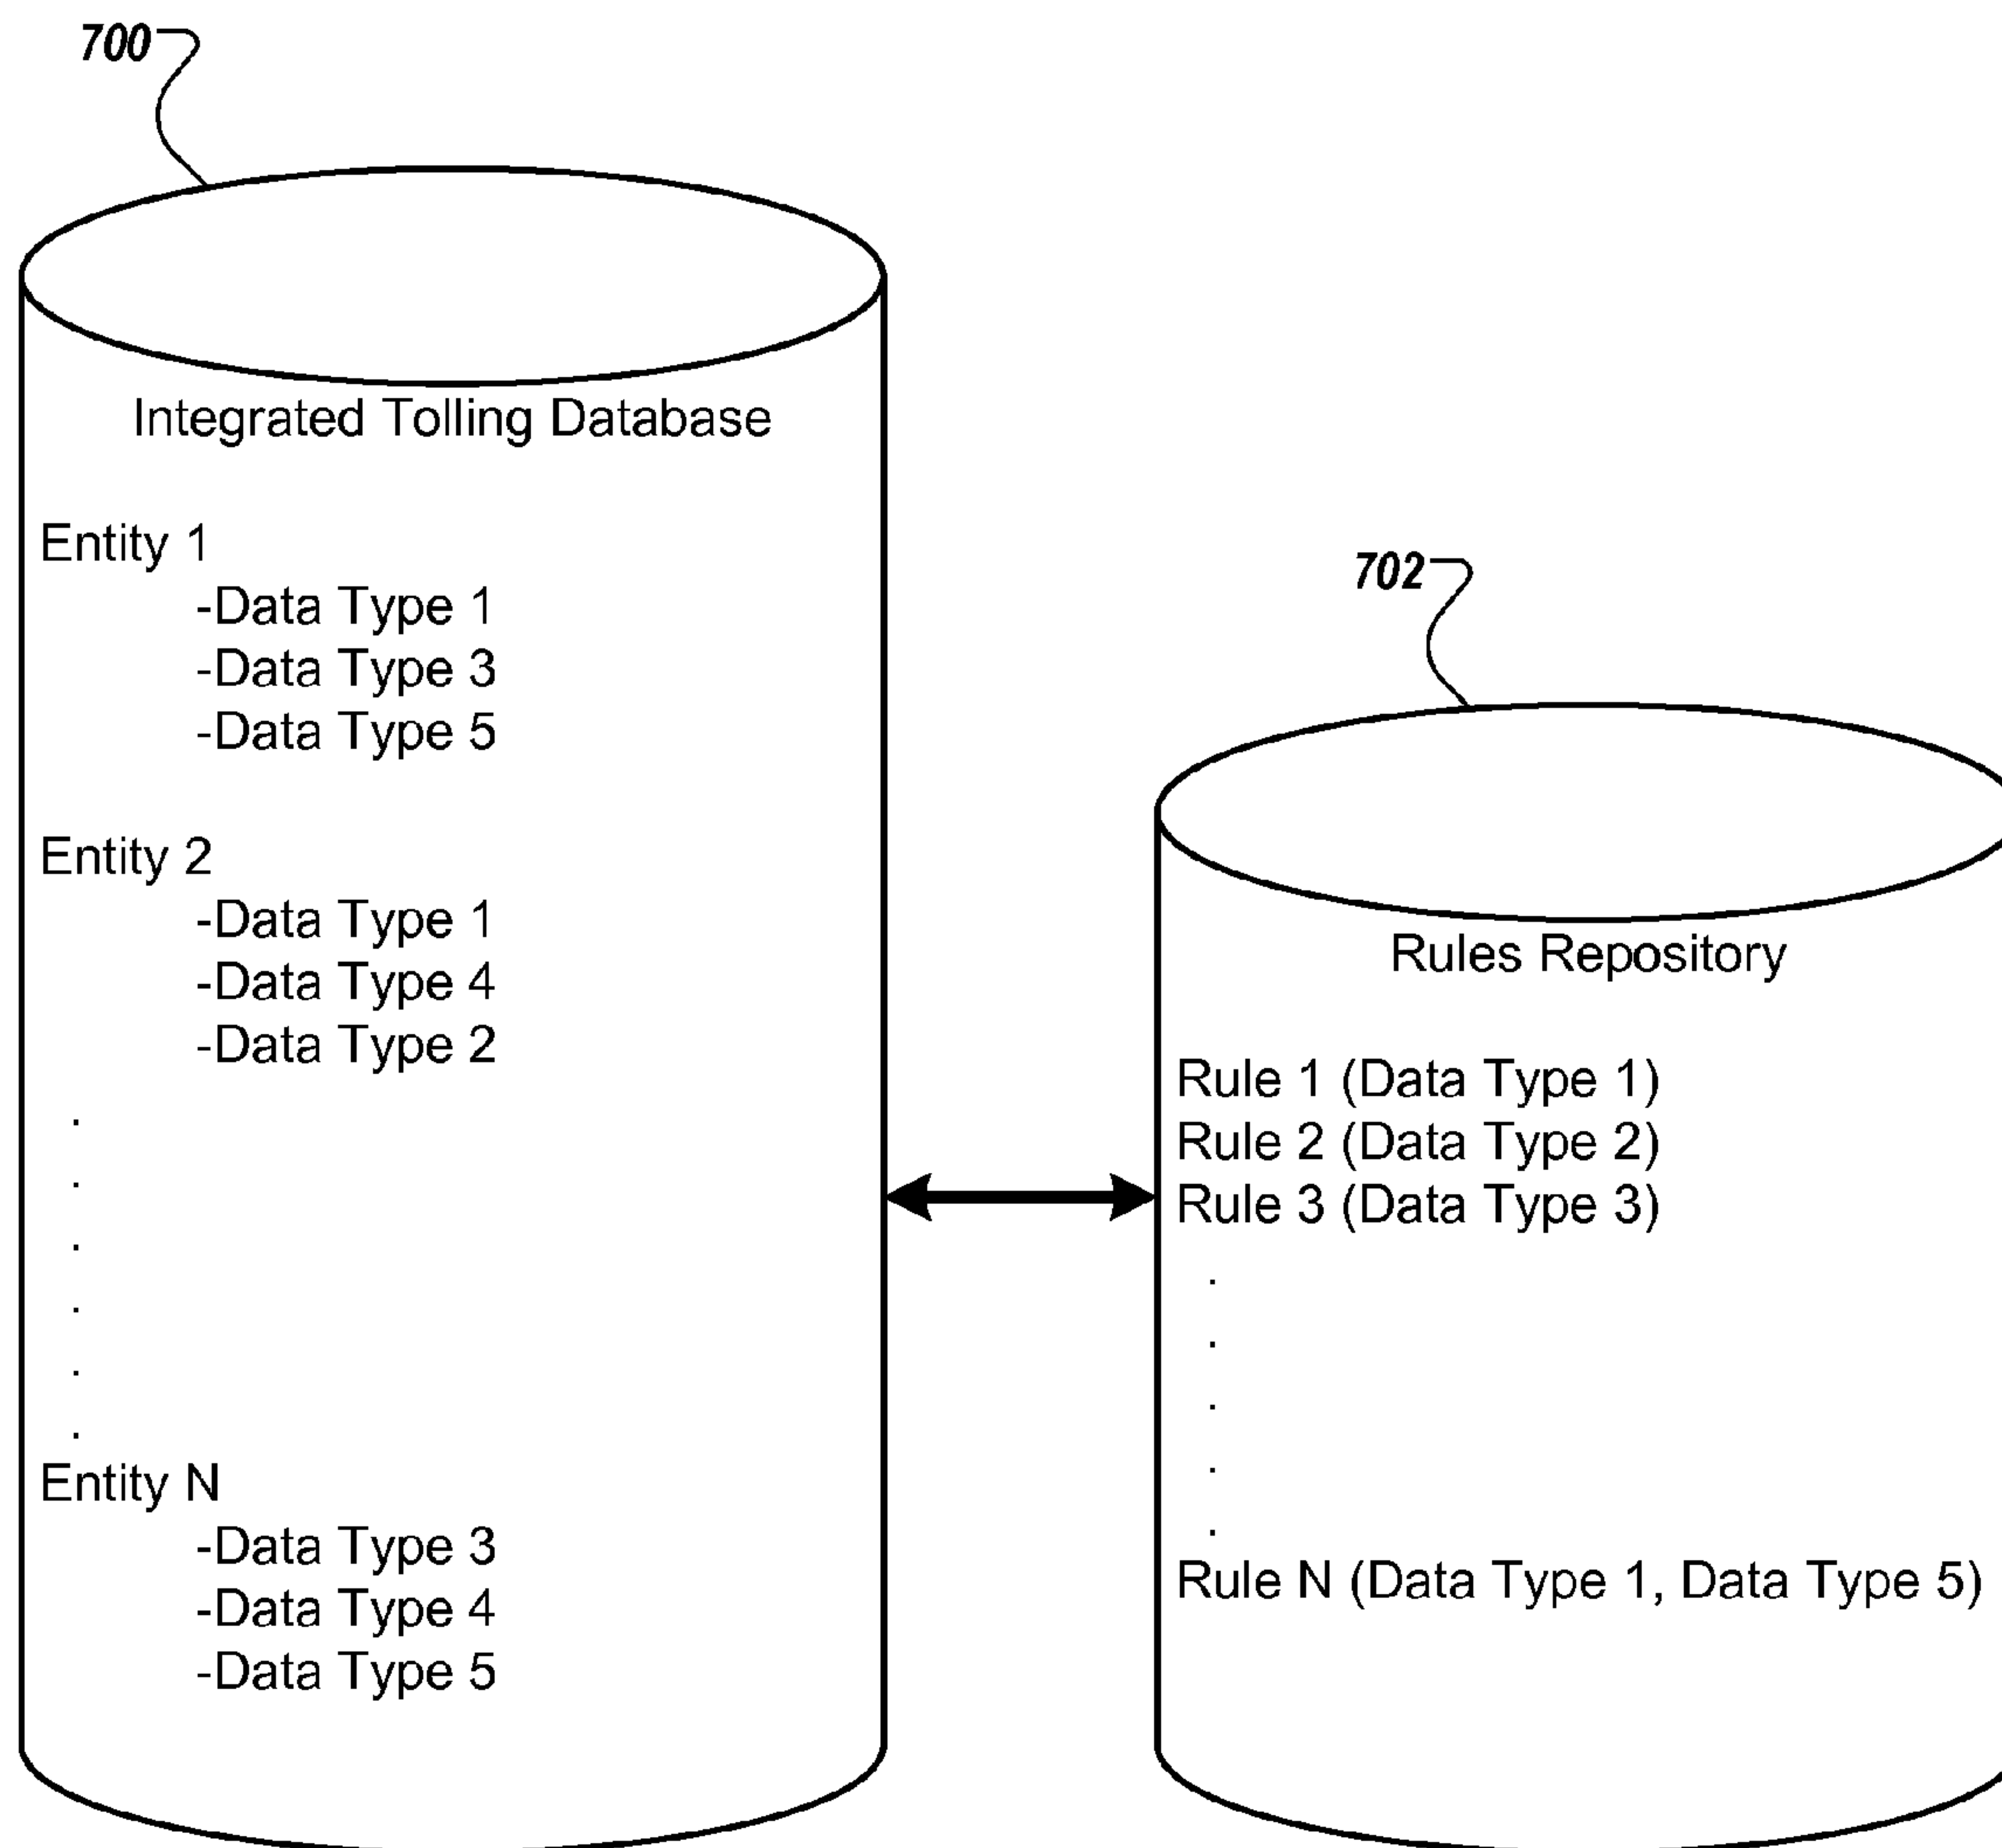 700
Integrated Tolling Database
Entity 1
-Data Type 1
-Data Type 3
-Data Type 5
Entity 2
-Data Type 1
-Data Type 4
-Data Type 2
.
.
.
.
.
.
Entity N
-Data Type 3
-Data Type 4
-Data Type 5
702
Rules Repository
Rule 1 (Data Type 1)
Rule 2 (Data Type 2)
Rule 3 (Data Type 3)
.
.
.
.
.
Rule N (Data Type 1, Data Type 5)